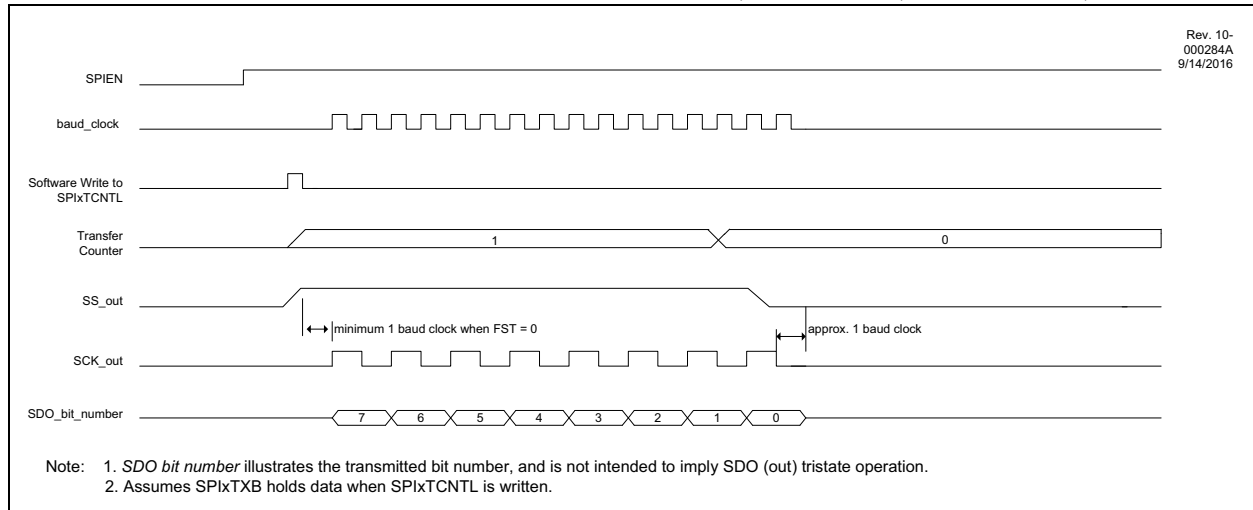 Rev. 10-
000284A
9/14/2016
SPIEN
baud_clock
Software Write to
SPIxTCNTL
Transfer
Counter
1
0
SS_out
minimum 1 baud clock when FST = 0
approx. 1 baud clock
SCK_out
SDO_bit_number
7
6
5
4
3
2
1
0
Note: 1. SDO bit number illustrates the transmitted bit number, and is not intended to imply SDO (out) tristate operation.
2. Assumes SPIxTXB holds data when SPIxTCNTL is written.